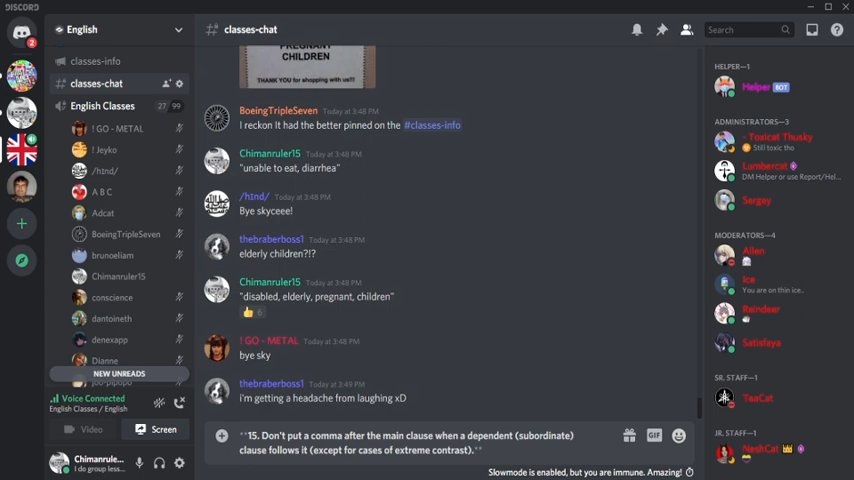 DISCORD
2
English
classes-info
classes-chat
English Classes
27
99
! GO - METAL
! Jeyko
/hɪnd/
A B C
Adcat
BoeingTripleSeven
brunoeliam
Chimanruler15
conscience
dantoineth
denexapp
Dianne
NEW UNREADS
Voice Connected
English Classes / English
Video
Screen
Chimanrule...
I do group less...
classes-chat
Search
PREGNANT
CHILDREN
THANK YOU for shopping with us!!!
BoeingTripleSeven Today at 3:48 PM
I reckon It had the better pinned on the #classes-info
Chimanruler15 Today at 3:48 PM
"unable to eat, diarrhea"
/hɪnd/ Today at 3:48 PM
Bye skyceee!
thebraberboss1 Today at 3:48 PM
elderly children?!?
Chimanruler15 Today at 3:48 PM
"disabled, elderly, pregnant, children"
6
! GO - METAL Today at 3:48 PM
bye sky
thebraberboss1 Today at 3:49 PM
i'm getting a headache from laughing xD
**15. Don't put a comma after the main clause when a dependent (subordinate)
clause follows it (except for cases of extreme contrast).**
GIF
Slowmode is enabled, but you are immune. Amazing!
HELPER—1
Helper BOT
ADMINISTRATORS—3
- Toxicat Thusky
Still toxic tho
Lumbercat
DM Helper or use Report/Hel...
Sergey
MODERATORS—4
Allen
Ice
You are on thin ice..
Reindeer
Satisfaya
SR. STAFF—1
TeaCat
JR. STAFF—1
NeshCat